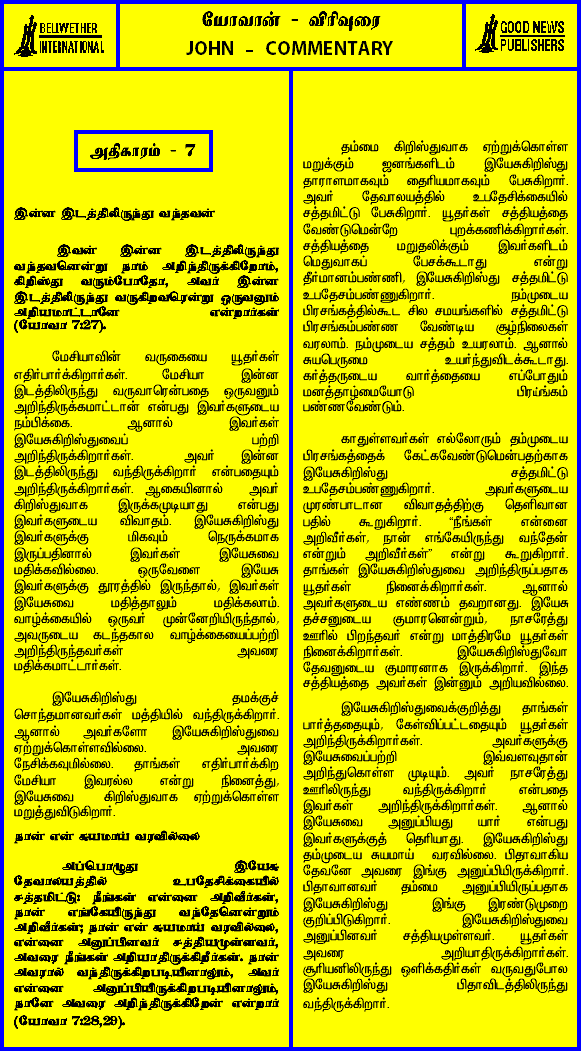 BELWETHER
INTERNATIONAL
யோவான் - விரிவுரை
JOHN - COMMENTARY
GOOD NEWS
PUBLISHERS
அதிகாரம் - 7
இன்ன இடத்திலிருந்து வந்தவன்
இவன் இன்ன இடத்திலிருந்து
வந்தவனென்று நாம் அறிந்திருக்கிறோம்,
கிறிஸ்து வரும்போதோ, அவர் இன்ன
இடத்திலிருந்து வருகிறவரென்று ஒருவனும்
அறியமாட்டானே என்றார்கள்
(யோவா 7:27).
மேசியாவின் வருகையை யூதர்கள்
எதிர்பார்க்கிறார்கள். மேசியா இன்ன
இடத்திலிருந்து வருவாரென்பதை ஒருவனும்
அறிந்திருக்கமாட்டான் என்பது இவர்களுடைய
நம்பிக்கை. ஆனால் இவர்கள்
இயேசுகிறிஸ்துவைப் பற்றி
அறிந்திருக்கிறார்கள். அவர் இன்ன
இடத்திலிருந்து வந்திருக்கிறார் என்பதையும்
அறிந்திருக்கிறார்கள். ஆகையினால் அவர்
கிறிஸ்துவாக இருக்கமுடியாது என்பது
இவர்களுடைய விவாதம். இயேசுகிறிஸ்து
இவர்களுக்கு மிகவும் நெருக்கமாக
இருப்பதினால் இவர்கள் இயேசுவை
மதிக்கவில்லை. ஒருவேளை இயேசு
இவர்களுக்கு தூரத்தில் இருந்தால், இவர்கள்
இயேசுவை மதித்தாலும் மதிக்கலாம்.
வாழ்க்கையில் ஒருவர் முன்னேறியிருந்தால்,
அவருடைய கடந்தகால வாழ்க்கையைப்பற்றி
அறிந்திருந்தவர்கள் அவரை
மதிக்கமாட்டார்கள்.
இயேசுகிறிஸ்து தமக்குச்
சொந்தமானவர்கள் மத்தியில் வந்திருக்கிறார்.
ஆனால் அவர்களோ இயேசுகிறிஸ்துவை
ஏற்றுக்கொள்ளவில்லை. அவரை
நேசிக்கவுமில்லை. தாங்கள் எதிர்பார்க்கிற
மேசியா இவரல்ல என்று நினைத்து,
இயேசுவை கிறிஸ்துவாக ஏற்றுக்கொள்ள
மறுத்துவிடுகிறார்.
நான் என் சுயமாய் வரவில்லை
அப்பொழுது இயேசு
தேவாலயத்தில் உபதேசிக்கையில்
சத்தமிட்டு: நீங்கள் என்னை அறிவீர்கள்,
நான் எங்கேயிருந்து வந்தேனென்றும்
அறிவீர்கள்; நான் என் சுயமாய் வரவில்லை,
என்னை அனுப்பினவர் சத்தியமுள்ளவர்,
அவரை நீங்கள் அறியாதிருக்கிறீர்கள். நான்
அவரால் வந்திருக்கிறபடியினாலும், அவர்
என்னை அனுப்பியிருக்கிறபடியினாலும்,
நானே அவரை அறிந்திருக்கிறேன் என்றார்
(யோவா 7:28,29).
தம்மை கிறிஸ்துவாக ஏற்றுக்கொள்ள
மறுக்கும் ஜனங்களிடம் இயேசுகிறிஸ்து
தாராளமாகவும் தைரியமாகவும் பேசுகிறார்.
அவர் தேவாலயத்தில் உபதேசிக்கையில்
சத்தமிட்டு பேசுகிறார். யூதர்கள் சத்தியத்தை
வேண்டுமென்றே புறக்கணிக்கிறார்கள்.
சத்தியத்தை மறுதலிக்கும் இவர்களிடம்
மெதுவாகப் பேசக்கூடாது என்று
தீர்மானம்பண்ணி, இயேசுகிறிஸ்து சத்தமிட்டு
உபதேசம்பண்ணுகிறார். நம்முடைய
பிரசங்கத்தில்கூட சில சமயங்களில் சத்தமிட்டு
பிரசங்கம்பண்ண வேண்டிய சூழ்நிலைகள்
வரலாம். நம்முடைய சத்தம் உயரலாம். ஆனால்
சுயபெருமை உயர்ந்துவிடக்கூடாது.
கர்த்தருடைய வார்த்தையை எப்போதும்
மனத்தாழ்மையோடு பிரய்ங்கம்
பண்ணவேண்டும்.
காதுள்ளவர்கள் எல்லோரும் தம்முடைய
பிரசங்கத்தைக் கேட்கவேண்டுமென்பதற்காக
இயேசுகிறிஸ்து சத்தமிட்டு
உபதேசம்பண்ணுகிறார். அவர்களுடைய
முரண்பாடான விவாதத்திற்கு தெளிவான
பதில் கூறுகிறார். “நீங்கள் என்னை
அறிவீர்கள், நான் எங்கேயிருந்து வந்தேன்
என்றும் அறிவீர்கள்” என்று கூறுகிறார்.
தாங்கள் இயேசுகிறிஸ்துவை அறிந்திருப்பதாக
யூதர்கள் நினைக்கிறார்கள். ஆனால்
அவர்களுடைய எண்ணம் தவறானது. இயேசு
தச்சனுடைய குமாரனென்றும், நாசரேத்து
ஊரில் பிறந்தவர் என்று மாத்திரமே யூதர்கள்
நினைக்கிறார்கள். இயேசுகிறிஸ்துவோ
தேவனுடைய குமாரனாக இருக்கிறார். இந்த
சத்தியத்தை அவர்கள் இன்னும் அறியவில்லை.
இயேசுகிறிஸ்துவைக்குறித்து தாங்கள்
பார்த்ததையும், கேள்விப்பட்டதையும் யூதர்கள்
அறிந்திருக்கிறார்கள். அவர்களுக்கு
இயேசுவைப்பற்றி இவ்வளவுதான்
அறிந்துகொள்ள முடியும். அவர் நாசரேத்து
ஊரிலிருந்து வந்திருக்கிறார் என்பதை
இவர்கள் அறிந்திருக்கிறார்கள். ஆனால்
இயேசுவை அனுப்பியது யார் என்பது
இவர்களுக்குத் தெரியாது. இயேசுகிறிஸ்து
தம்முடைய சுயமாய் வரவில்லை. பிதாவாகிய
தேவனே அவரை இங்கு அனுப்பியிருக்கிறார்.
பிதாவானவர் தம்மை அனுப்பியிருப்பதாக
இயேசுகிறிஸ்து இங்கு இரண்டுமுறை
குறிப்பிடுகிறார். இயேசுகிறிஸ்துவை
அனுப்பினவர் சத்தியமுள்ளவர். யூதர்கள்
அவரை அறியாதிருக்கிறார்கள்.
சூரியனிலிருந்து ஒளிக்கதிர்கள் வருவதுபோல
இயேசுகிறிஸ்து பிதாவிடத்திலிருந்து
வந்திருக்கிறார்.